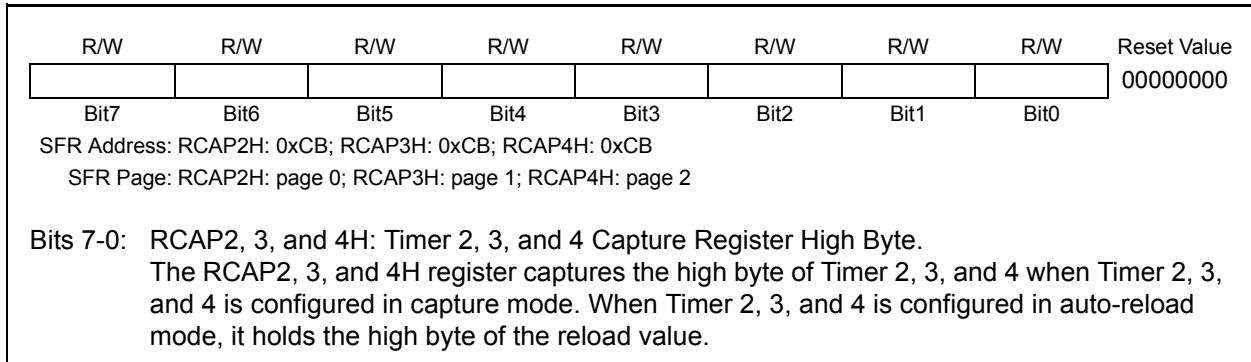 R/W R/W R/W R/W R/W R/W R/W R/W Reset Value
00000000
Bit7 Bit6 Bit5 Bit4 Bit3 Bit2 Bit1 Bit0
SFR Address: RCAP2H: 0xCB; RCAP3H: 0xCB; RCAP4H: 0xCB
SFR Page: RCAP2H: page 0; RCAP3H: page 1; RCAP4H: page 2
Bits 7-0: RCAP2, 3, and 4H: Timer 2, 3, and 4 Capture Register High Byte.
The RCAP2, 3, and 4H register captures the high byte of Timer 2, 3, and 4 when Timer 2, 3,
and 4 is configured in capture mode. When Timer 2, 3, and 4 is configured in auto-reload
mode, it holds the high byte of the reload value.